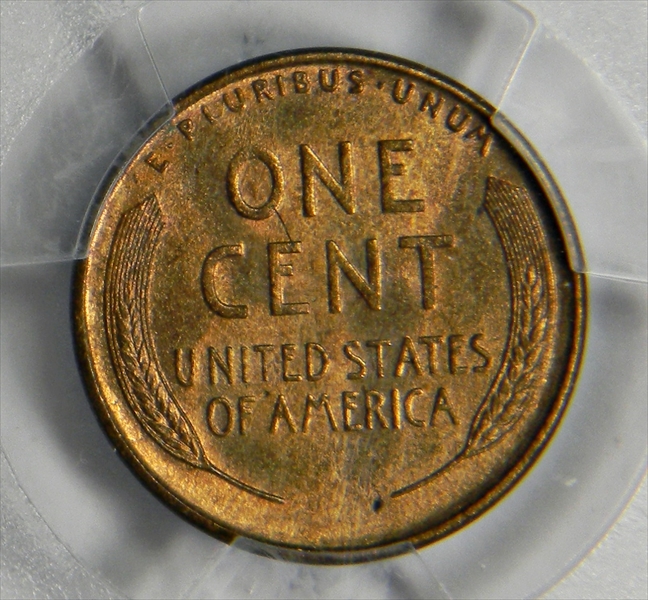 E·PLURIBUS·UNUM
ONE
CENT
UNITED STATES
OF AMERICA